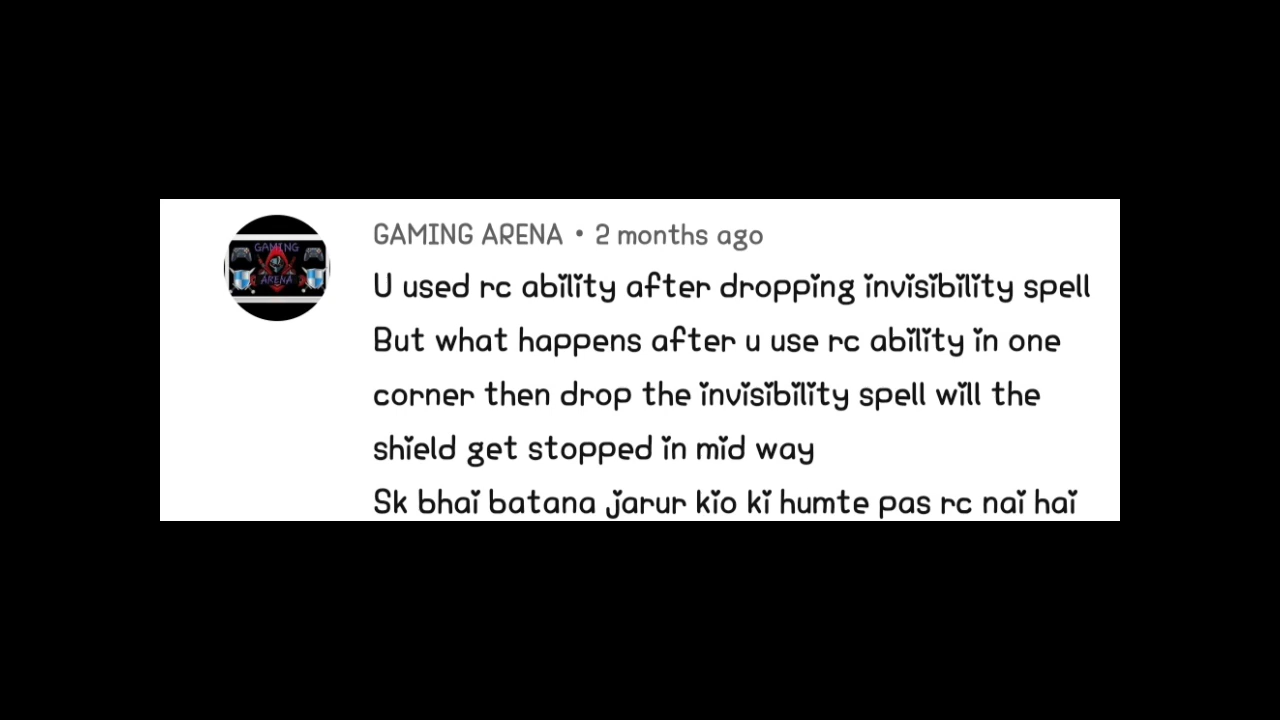 GAMING ARENA • 2 months ago
GAMING
ARENA
U used rc ability after dropping invisibility spell
But what happens after u use rc ability in one
corner then drop the invisibility spell will the
shield get stopped in mid way
Sk bhai batana jarur kio ki humte pas rc nai hai